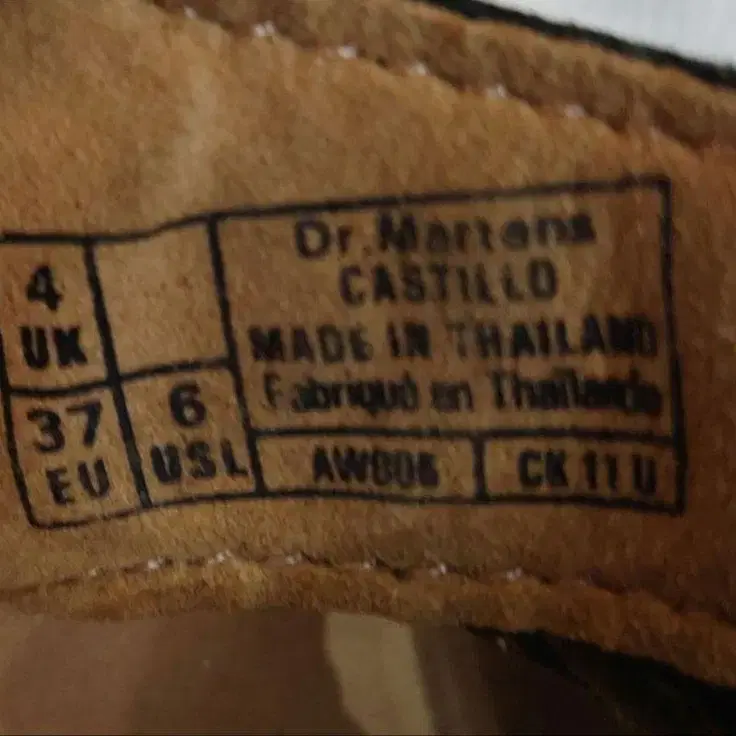 4
UK
37
EU
6
USL
Dr.Martens
CASTILLO
MADE IN THAILAND
Fabriqué en Thaïlande
AW006
CK 11 U